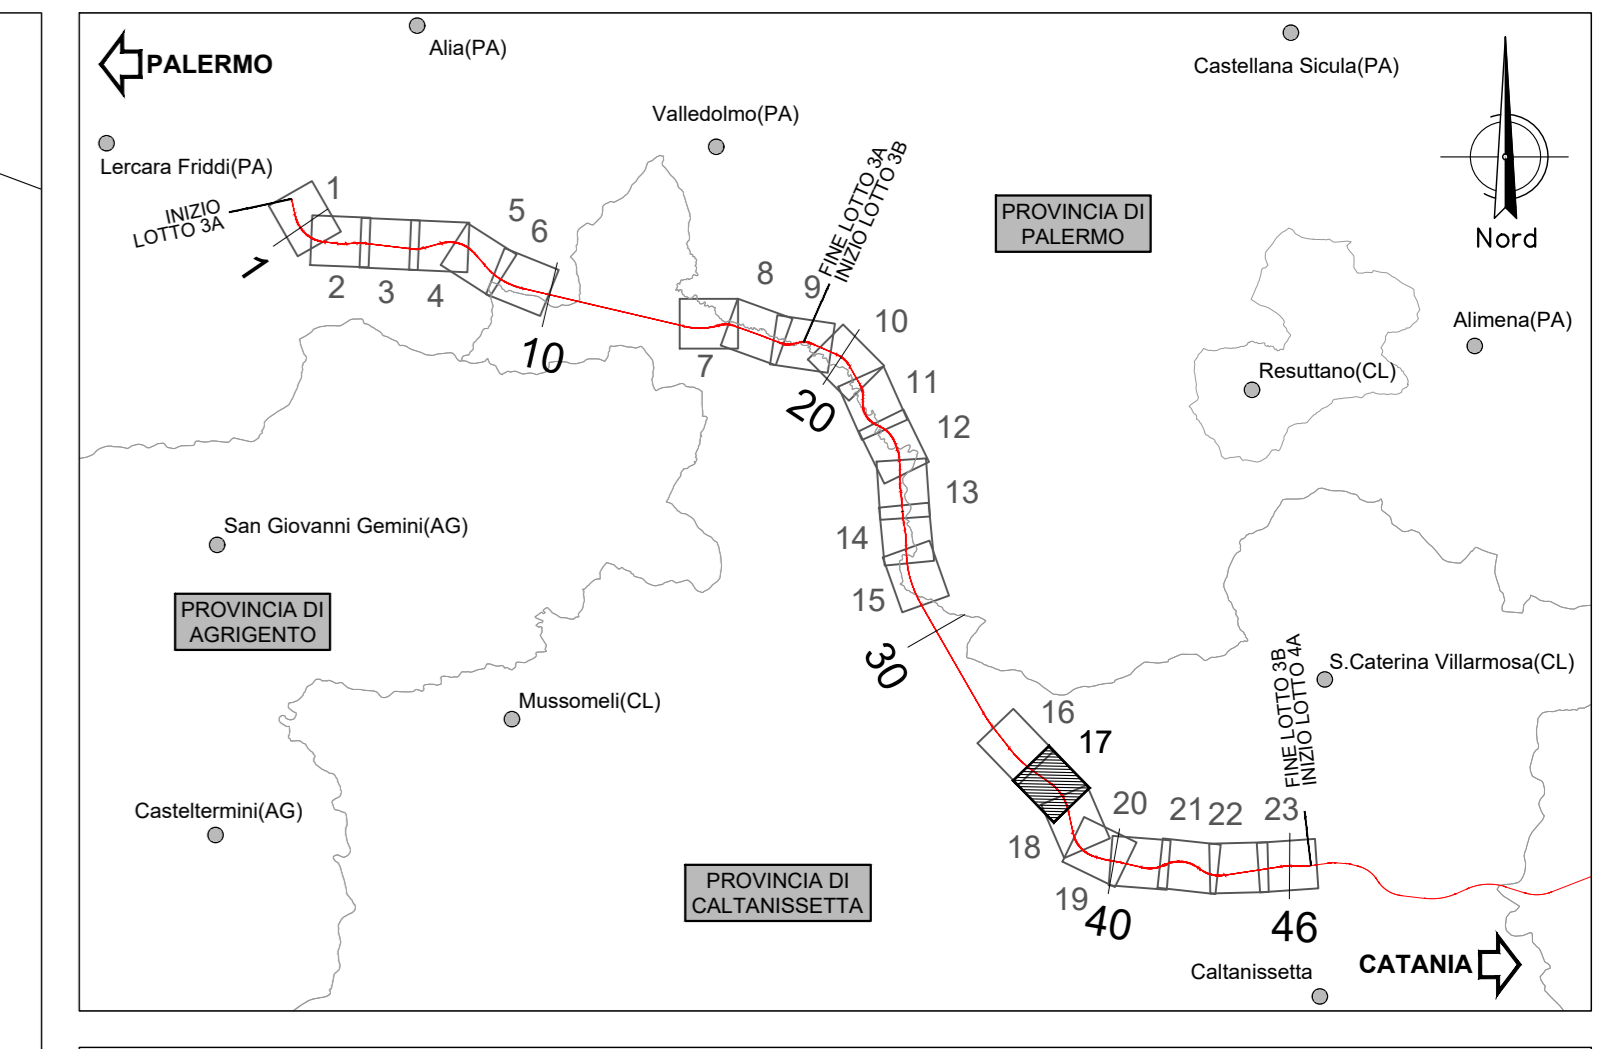 Alia(PA)
PALERMO
Castellana Sicula(PA)
Valledolmo(PA)
Lercara Friddi(PA)
INIZIO
LOTTO 3A
1
1
2
3
4
5
6
10
7
8
9
FINE LOTTO 3A
INIZIO LOTTO 3B
PROVINCIA DI
PALERMO
Nord
10
20
11
12
Alimena(PA)
Resuttano(CL)
13
14
15
San Giovanni Gemini(AG)
PROVINCIA DI
AGRIGENTO
30
S.Caterina Villarmosa(CL)
FINE LOTTO 3B
INIZIO LOTTO 4A
Mussomeli(CL)
16
17
Casteltermini(AG)
18
19
20
21
22
23
40
46
PROVINCIA DI
CALTANISSETTA
CATANIA
Caltanissetta